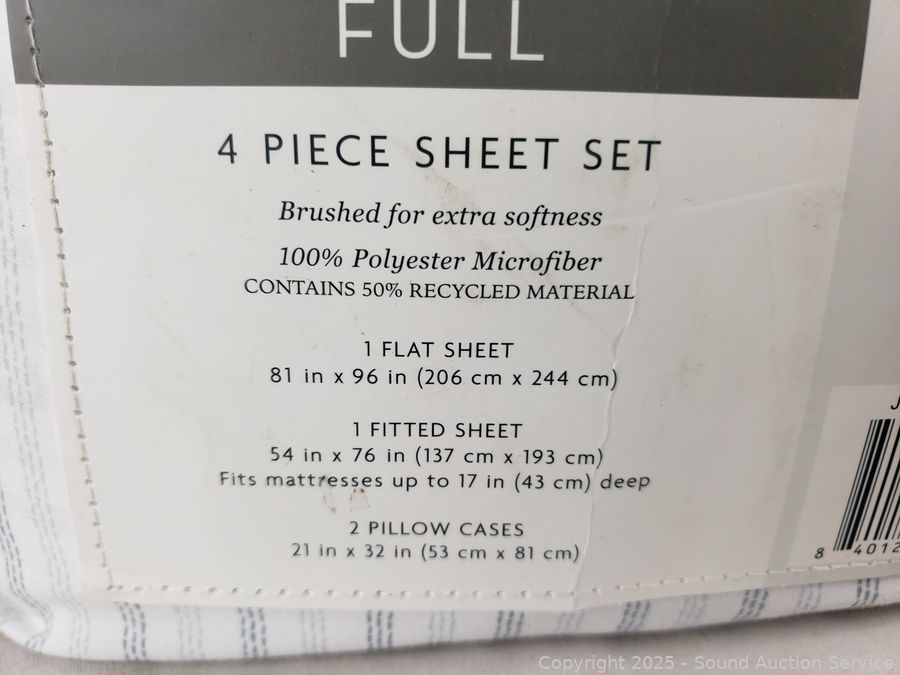 FULL
4 PIECE SHEET SET
Brushed for extra softness
100% Polyester Microfiber
CONTAINS 50% RECYCLED MATERIAL
1 FLAT SHEET
81 in x 96 in (206 cm x 244 cm)
1 FITTED SHEET
54 in x 76 in (137 cm x 193 cm)
Fits mattresses up to 17 in (43 cm) deep
2 PILLOW CASES
21 in x 32 in (53 cm x 81 cm)
J
8 4012
Copyright 2025 - Sound Auction Service